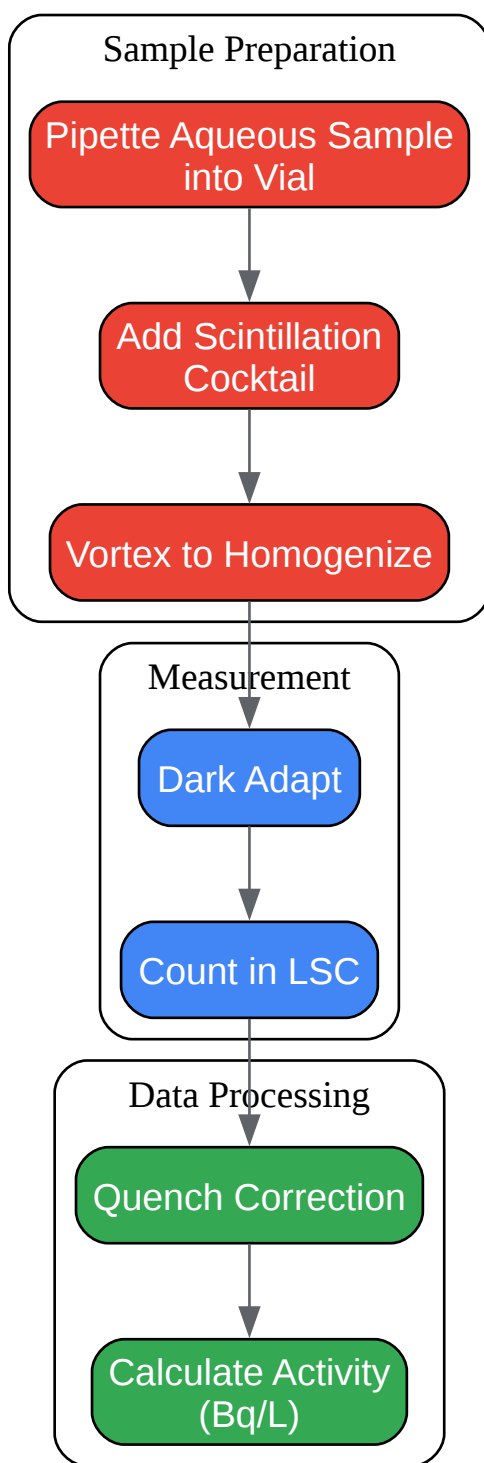 Sample Preparation
Pipette Aqueous Sample
into Vial
Add Scintillation
Cocktail
Vortex to Homogenize
Measurement
Dark Adapt
Count in LSC
Data Processing
Quench Correction
Calculate Activity
(Bq/L)